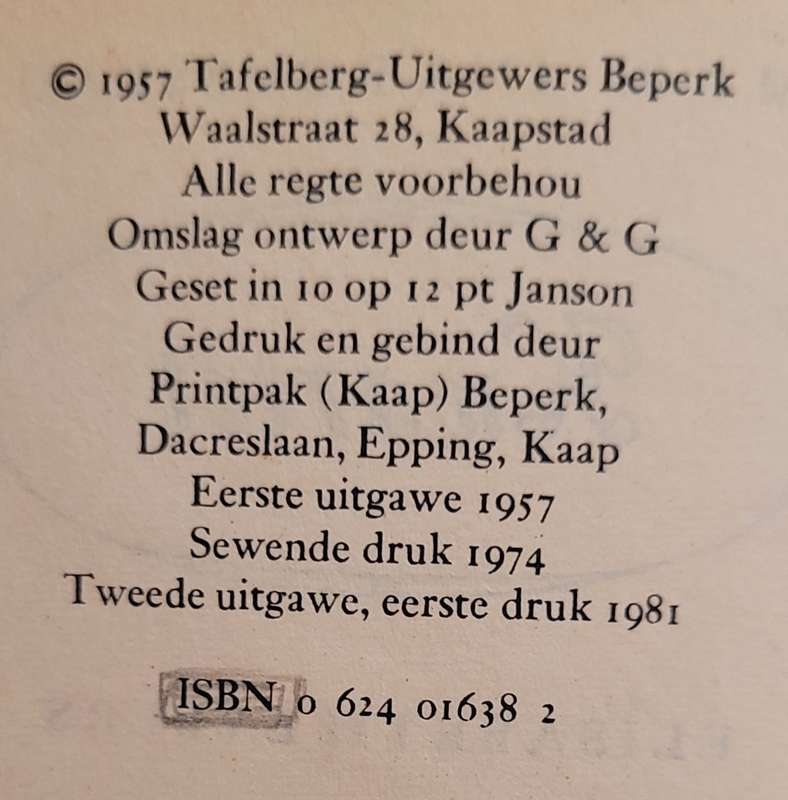 © 1957 Tafelberg-Uitgewers Beperk
Waalstraat 28, Kaapstad
Alle regte voorbehou
Omslag ontwerp deur G & G
Geset in 10 op 12 pt Janson
Gedruk en gebind deur
Printpak (Kaap) Beperk,
Dacreslaan, Epping, Kaap
Eerste uitgawe 1957
Sewende druk 1974
Tweede uitgawe, eerste druk 1981
ISBN 0 624 01638 2